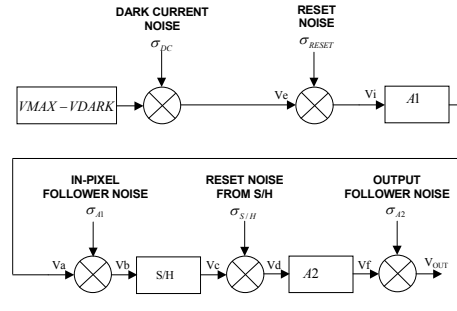 DARK CURRENT
NOISE
σDC
RESET
NOISE
σRESET
VMAX – VDARK
Ve
Vi
A1
IN-PIXEL
FOLLOWER NOISE
σA1
RESET NOISE
FROM S/H
σS/H
OUTPUT
FOLLOWER NOISE
σA2
Va
Vb
S/H
Vc
Vd
A2
Vf
VOUT